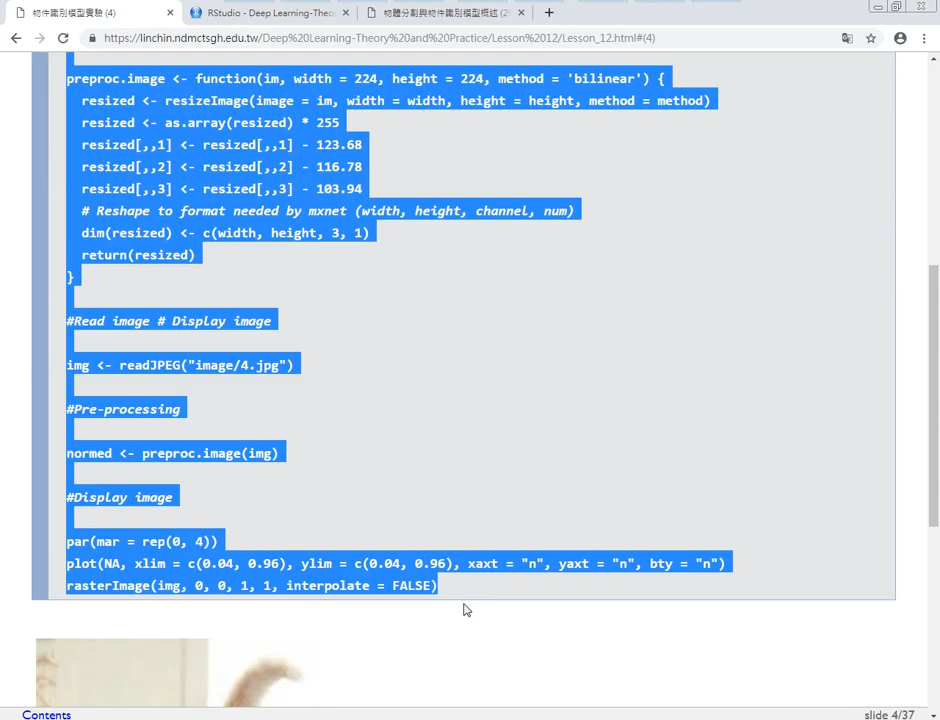 物件識別模型實驗 (4)
RStudio - Deep Learning-Theo
物體分割與物件識別模型概述 (2
https://linchin.ndmctsgh.edu.tw/Deep%20Learning-Theory%20and%20Practice/Lesson%2012/Lesson_12.html#(4)
preproc.image <- function(im, width = 224, height = 224, method = 'bilinear') {
resized <- resizeImage(image = im, width = width, height = height, method = method)
resized <- as.array(resized) * 255
resized[,,1] <- resized[,,1] - 123.68
resized[,,2] <- resized[,,2] - 116.78
resized[,,3] <- resized[,,3] - 103.94
# Reshape to format needed by mxnet (width, height, channel, num)
dim(resized) <- c(width, height, 3, 1)
return(resized)
}
#Read image # Display image
img <- readJPEG("image/4.jpg")
#Pre-processing
normed <- preproc.image(img)
#Display image
par(mar = rep(0, 4))
plot(NA, xlim = c(0.04, 0.96), ylim = c(0.04, 0.96), xaxt = "n", yaxt = "n", bty = "n")
rasterImage(img, 0, 0, 1, 1, interpolate = FALSE)
Contents
slide 4/37